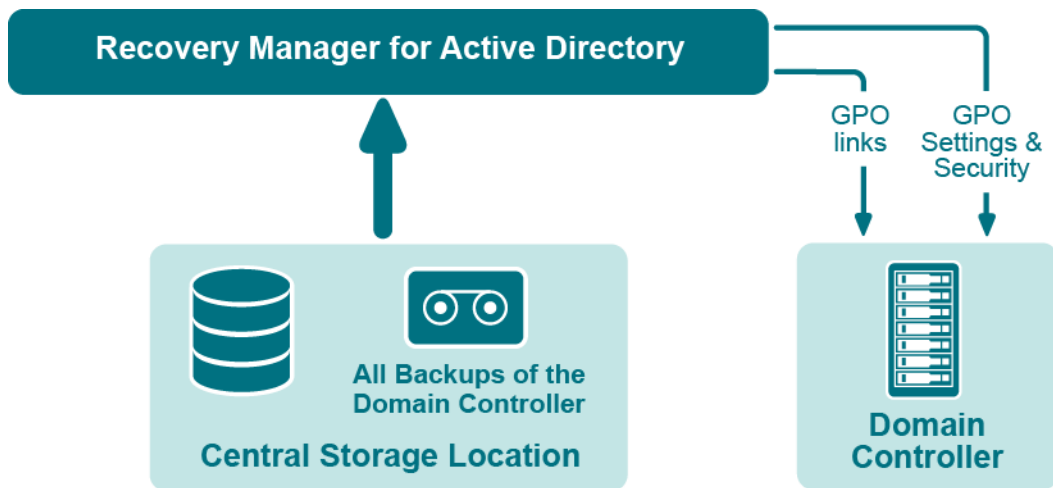 Recovery Manager for Active Directory
GPO
links
GPO
Settings &
Security
All Backups of the
Domain Controller
Central Storage Location
Domain
Controller